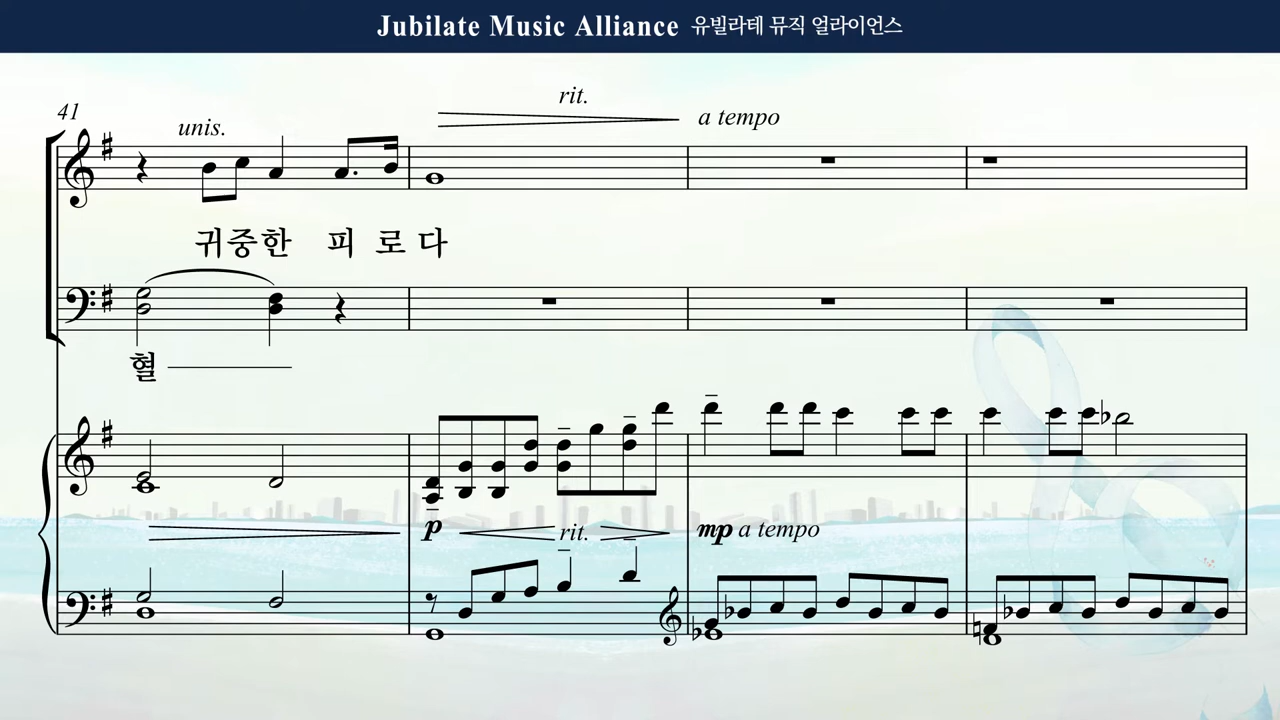 Jubilate Music Alliance 유빌라테 뮤직 얼라이언스
41
unis.
rit.
a tempo
귀중한 피 로 다
혈
p
rit.
mp a tempo